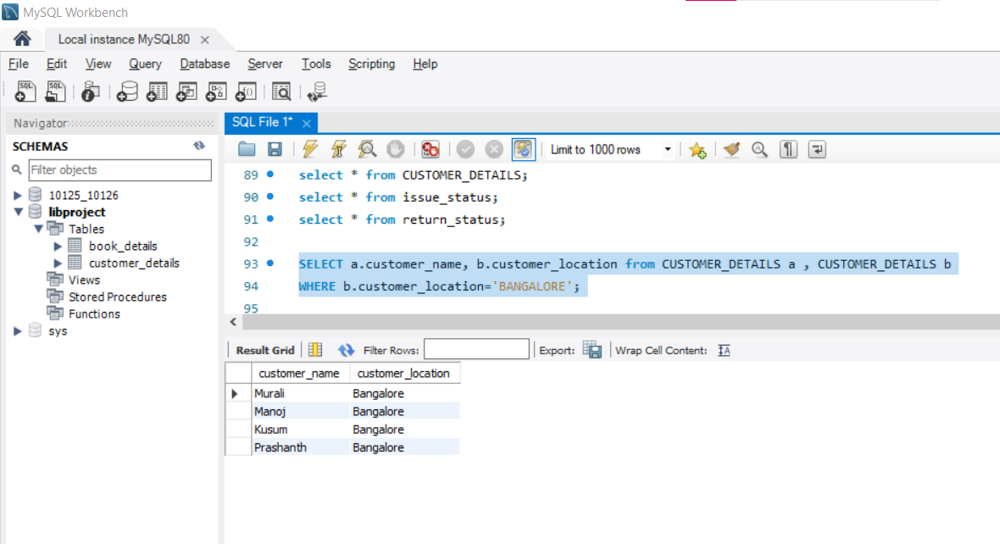 MySQL Workbench
Local instance MySQL80
File Edit View Query Database Server Tools Scripting Help
Navigator
SCHEMAS
Filter objects
10125_10126
libproject
Tables
book_details
customer_details
Views
Stored Procedures
Functions
sys
SQL File 1*
Limit to 1000 rows
89 select * from CUSTOMER_DETAILS;
90 select * from issue_status;
91 select * from return_status;
92
93 SELECT a.customer_name, b.customer_location from CUSTOMER_DETAILS a , CUSTOMER_DETAILS b
94 WHERE b.customer_location='BANGALORE';
95
Result Grid Filter Rows: Export: Wrap Cell Content:
customer_name customer_location
Murali Bangalore
Manoj Bangalore
Kusum Bangalore
Prashanth Bangalore